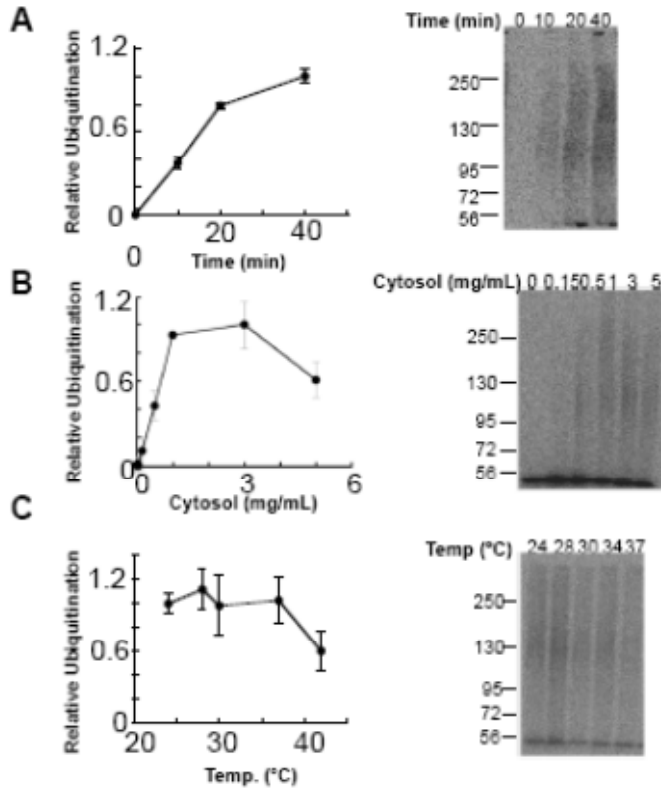 A
Relative Ubiquitination
1.2
0.6
0
0
20
40
Time (min)
Time (min) 0 10 20 40
250
130
95
72
56
B
Relative Ubiquitination
1.2
0.6
0
0
3
6
Cytosol (mg/mL)
Cytosol (mg/mL) 0 0.15 0.5 1 3 5
250
130
95
72
56
C
Relative Ubiquitination
1.2
0.6
0
20
30
40
Temp. (°C)
Temp (°C) 24 28 30 34 37
250
130
95
72
56